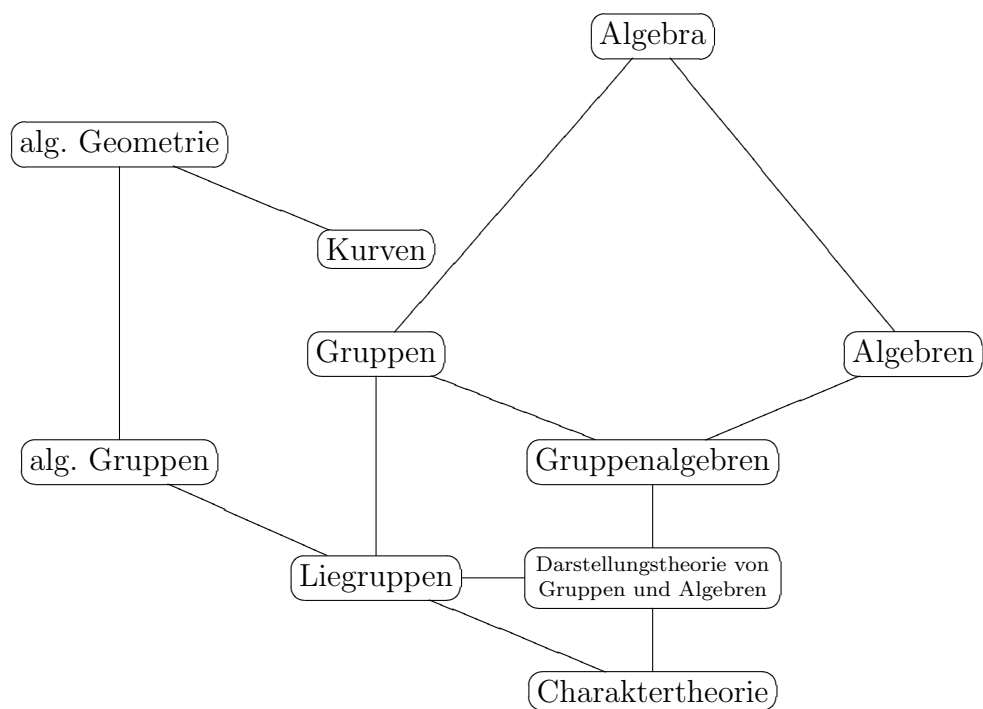 Algebra
alg. Geometrie
Kurven
Gruppen
Algebren
alg. Gruppen
Gruppenalgebren
Liegruppen
Darstellungstheorie von
Gruppen und Algebren
Charaktertheorie